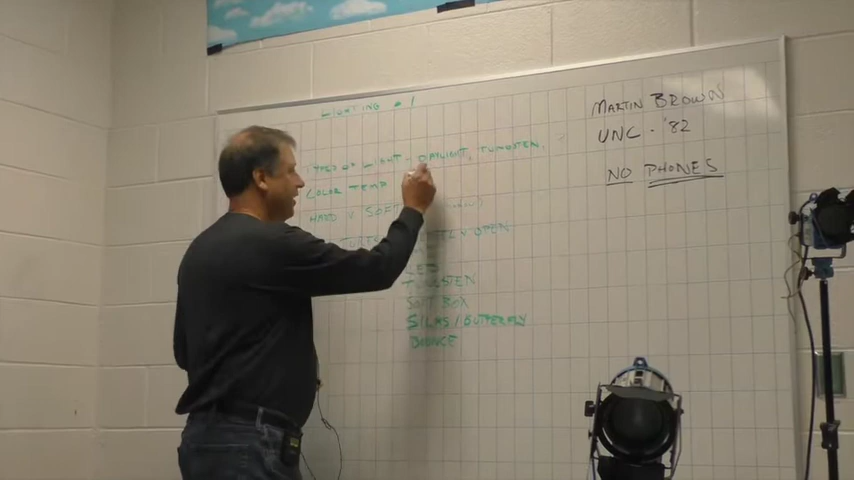 LIGHTING #1
OF LIGHT - DAYLIGHT, TUNGSTEN,
COLOR TEMP
HARD V SOFT
OPEN
LED
TUNGSTEN
SOFT BOX
SILKS / BUTTERFLY
BOUNCE
MARTIN BROWN
UNC - '82
NO PHONES